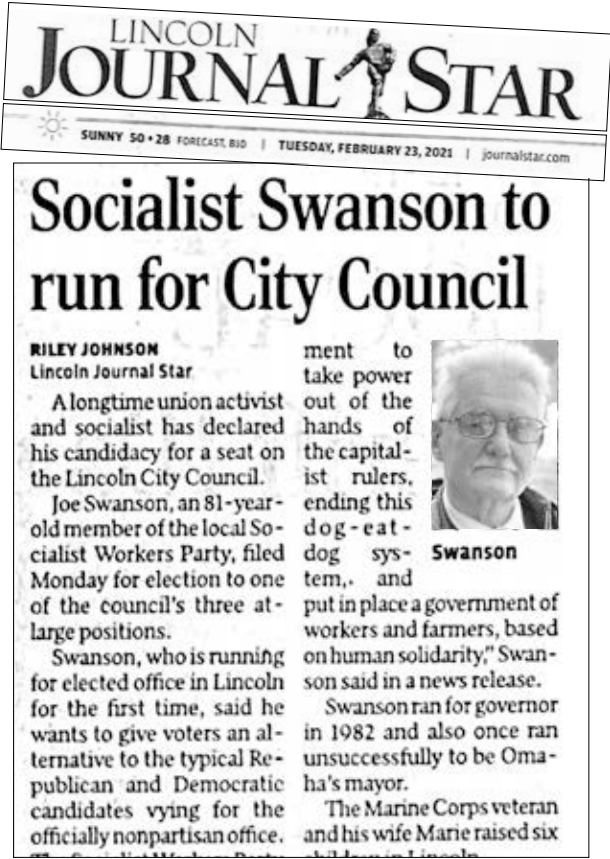 LINCOLN
JOURNAL STAR
SUNNY 50 • 28 FORECAST, B10 | TUESDAY, FEBRUARY 23, 2021 | journalstar.com
Socialist Swanson to
run for City Council
RILEY JOHNSON
Lincoln Journal Star
A longtime union activist
and socialist has declared
his candidacy for a seat on
the Lincoln City Council.
Joe Swanson, an 81-year-
old member of the local So-
cialist Workers Party, filed
Monday for election to one
of the council's three at-
large positions.
Swanson, who is running
for elected office in Lincoln
for the first time, said he
wants to give voters an al-
ternative to the typical Re-
publican and Democratic
candidates vying for the
officially nonpartisan office.
The Socialist Workers Party
ment to
take power
out of the
hands of
the capital-
ist rulers,
ending this
dog-eat-
dog sys-
tem,. and
put in place a government of
workers and farmers, based
on human solidarity," Swan-
son said in a news release.
Swanson ran for governor
in 1982 and also once ran
unsuccessfully to be Oma-
ha's mayor.
The Marine Corps veteran
and his wife Marie raised six
children in Lincoln
Swanson